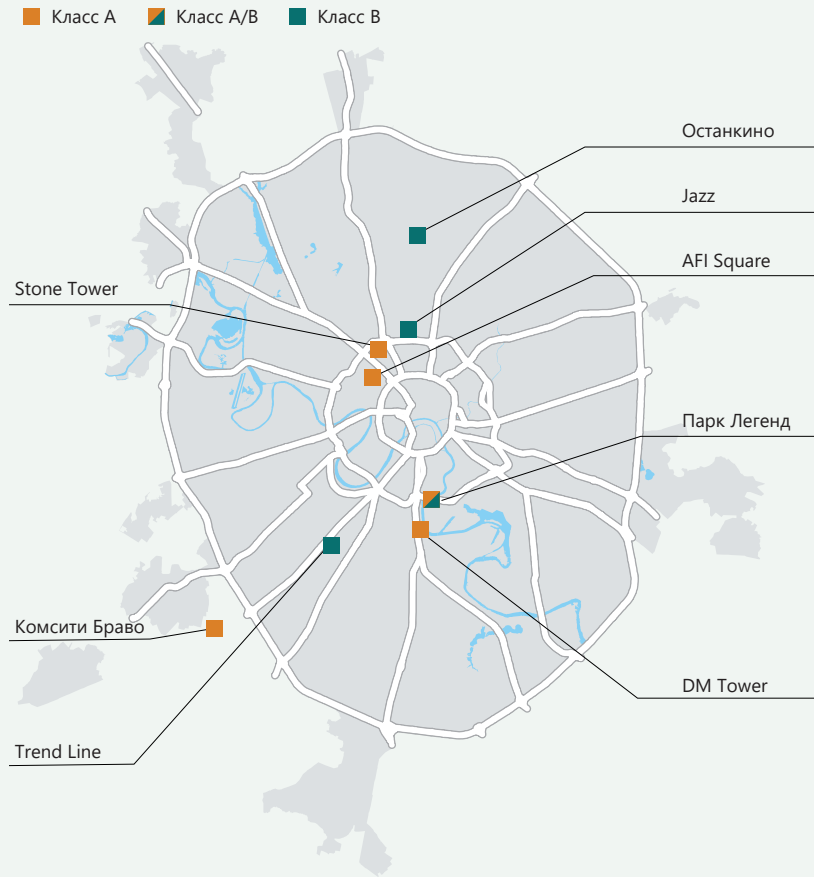 Класс А
Класс А/В
Класс В
Останкино
Jazz
AFI Square
Stone Tower
Парк Легенд
Комсити Браво
DM Tower
Trend Line